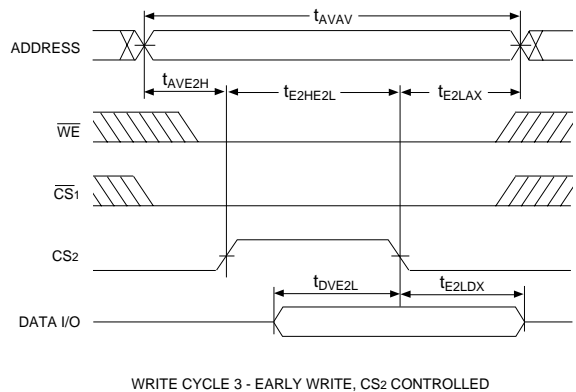 tAVAV
ADDRESS
tAVE2H
tE2HE2L
tE2LAX
WE
CS1
CS2
tDVE2L
tE2LDX
DATA I/O
WRITE CYCLE 3 - EARLY WRITE, CS2 CONTROLLED